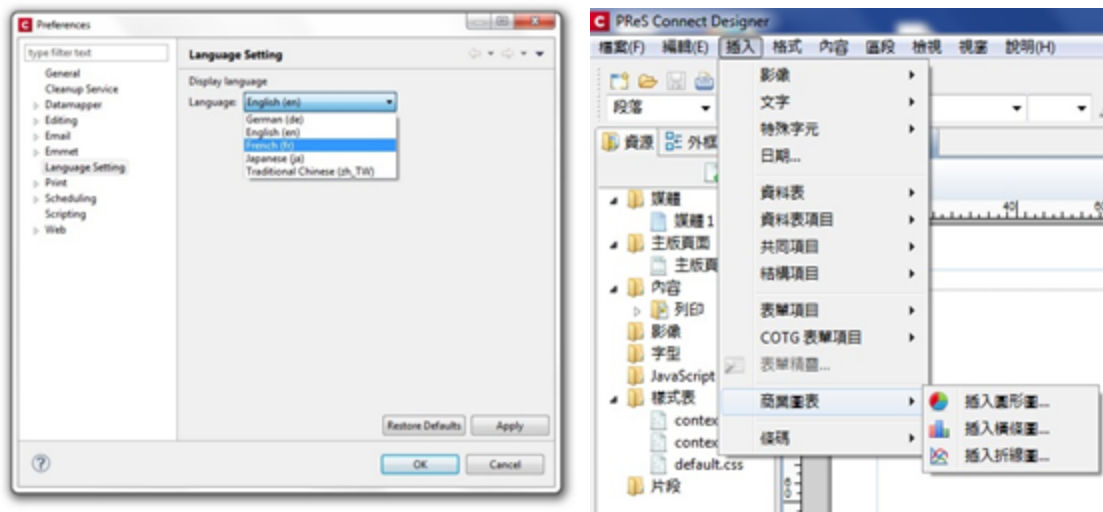 Preferences
type filter text
General
Cleanup Service
Datamapper
Editing
Email
Emmet
Language Setting
Print
Scheduling
Scripting
Web
Language Setting
Display language
Language: English (en)
German (de)
English (en)
French (fr)
Japanese (ja)
Traditional Chinese (zh_TW)
Restore Defaults Apply
OK Cancel
PReS Connect Designer
檔案(F) 編輯(E) 插入 格式 內容 區段 檢視 視窗 說明(H)
段落
資源 外框
媒體
媒體 1
主版頁面
主版頁
內容
列印
影像
字型
JavaScript
樣式表
contex
contex
default.css
片段
影像
文字
特殊字元
日期...
資料表
資料表項目
共同項目
結構項目
表單項目
COTG 表單項目
表單精靈...
商業圖表
條碼
插入圓形圖...
插入橫條圖...
插入折線圖...
40